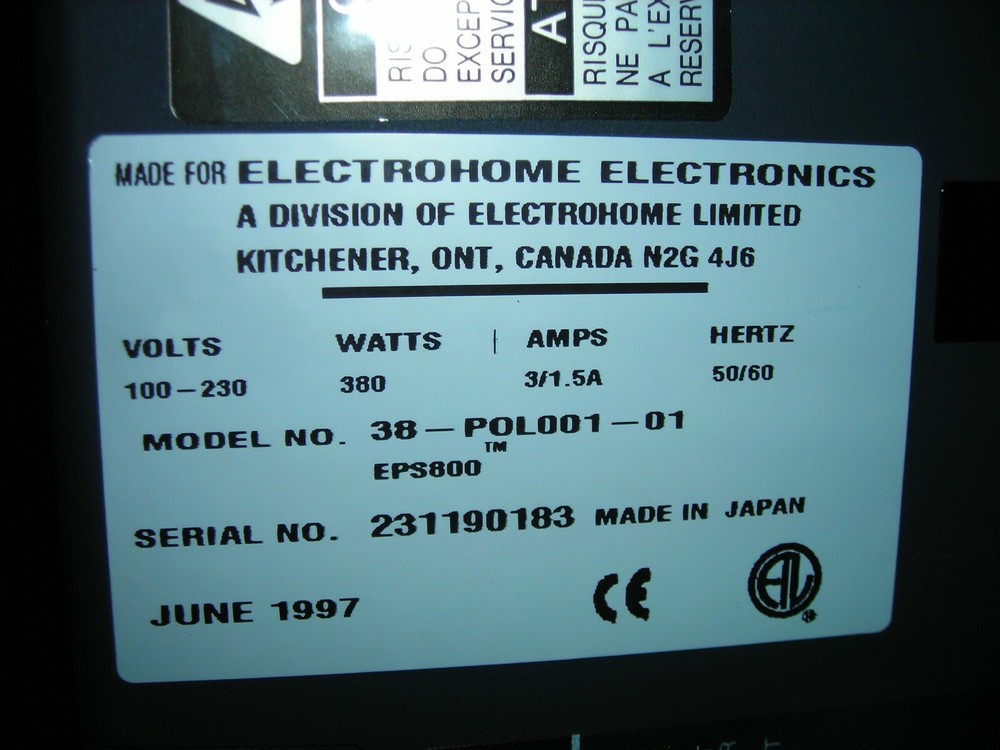 DO
EXCEP
SERVIC
AT
RISQU
NE PA
A L'EX
RESERV
MADE FOR ELECTROHOME ELECTRONICS
A DIVISION OF ELECTROHOME LIMITED
KITCHENER, ONT, CANADA N2G 4J6
VOLTS WATTS AMPS HERTZ
100-230 380 3/1.5A 50/60
MODEL NO. 38-POL001-01
EPS800™
SERIAL NO. 231190183 MADE IN JAPAN
JUNE 1997 CE